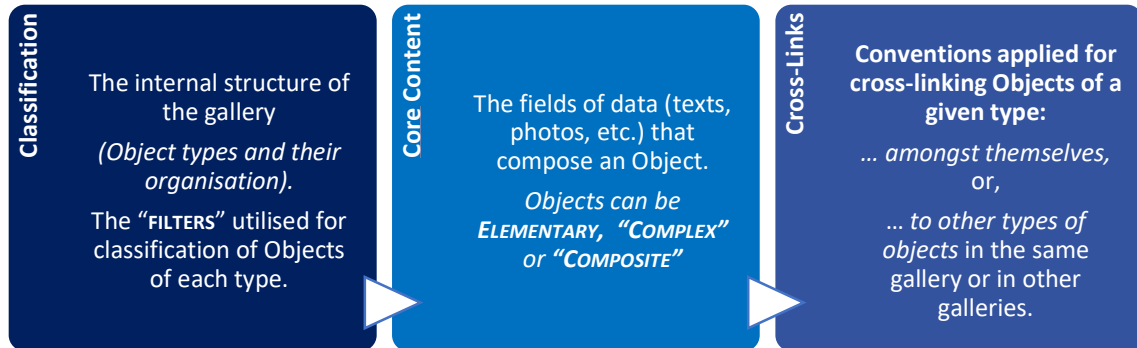 Classification
The internal structure of
the gallery
(Object types and their
organisation).
The “FILTERS” utilised for
classification of Objects
of each type.
Core Content
The fields of data (texts,
photos, etc.) that
compose an Object.
Objects can be
ELEMENTARY, “COMPLEX”
or “COMPOSITE”
Cross-Links
Conventions applied for
cross-linking Objects of a
given type:
… amongst themselves,
or,
… to other types of
objects in the same
gallery or in other
galleries.